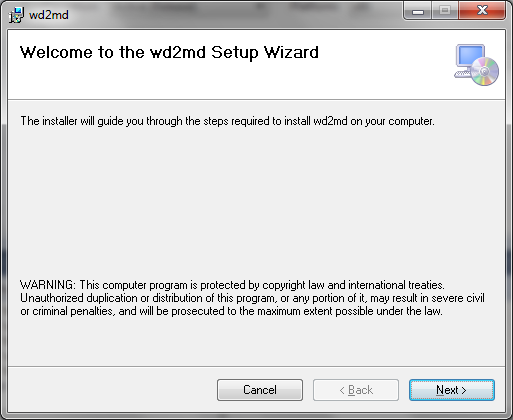 wd2md
Welcome to the wd2md Setup Wizard
The installer will guide you through the steps required to install wd2md on your computer.
WARNING: This computer program is protected by copyright law and international treaties.
Unauthorized duplication or distribution of this program, or any portion of it, may result in severe civil
or criminal penalties, and will be prosecuted to the maximum extent possible under the law.
Cancel
< Back
Next >